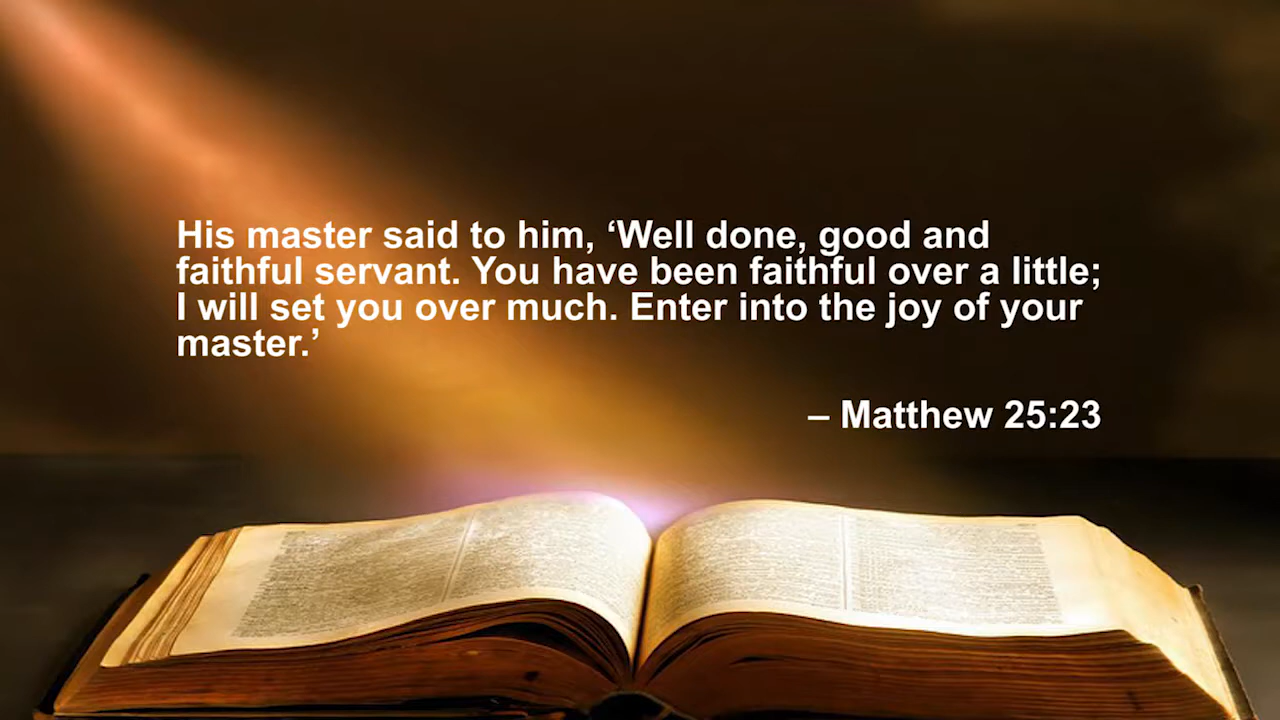 His master said to him, ‘Well done, good and
faithful servant. You have been faithful over a little;
I will set you over much. Enter into the joy of your
master.’
– Matthew 25:23